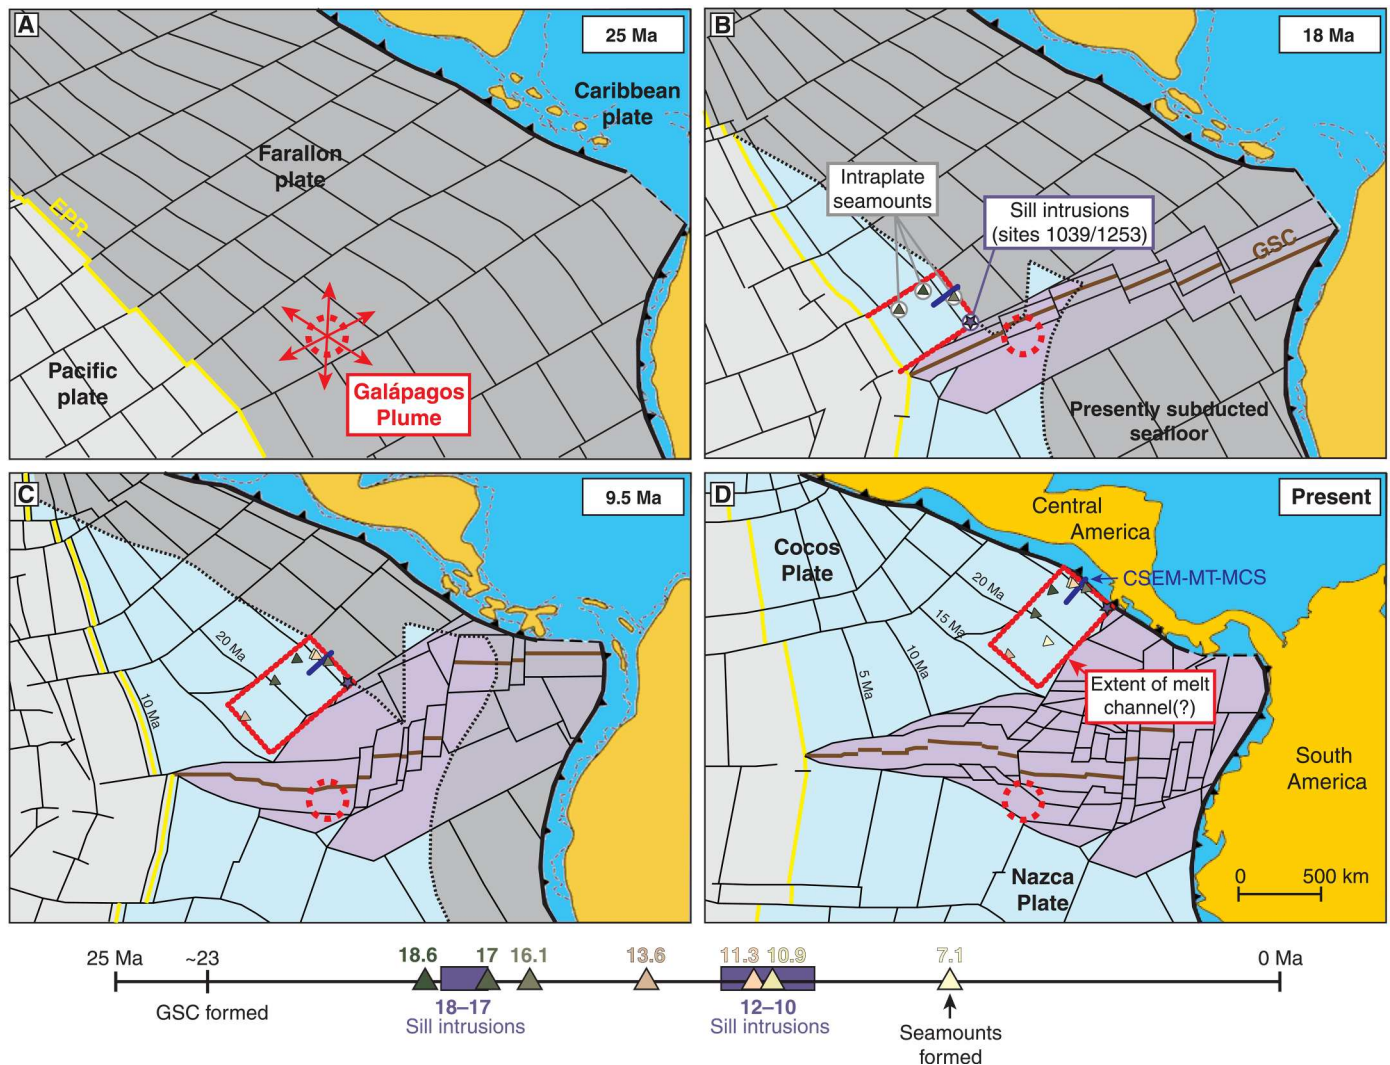 A
25 Ma
Caribbean
plate
Farallon
plate
EPR
Pacific
plate
Galápagos
Plume
B
18 Ma
Intraplate
seamounts
Sill intrusions
(sites 1039/1253)
GSC
Presently subducted
seafloor
C
9.5 Ma
20 Ma
10 Ma
D
Present
Central
America
Cocos
Plate
CSEM-MT-MCS
20 Ma
15 Ma
10 Ma
5 Ma
Extent of melt
channel(?)
South
America
Nazca
Plate
0 500 km
25 Ma ~23 18.6 17 16.1 13.6 11.3 10.9 7.1 0 Ma
GSC formed
18–17
Sill intrusions
12–10
Sill intrusions
Seamounts
formed